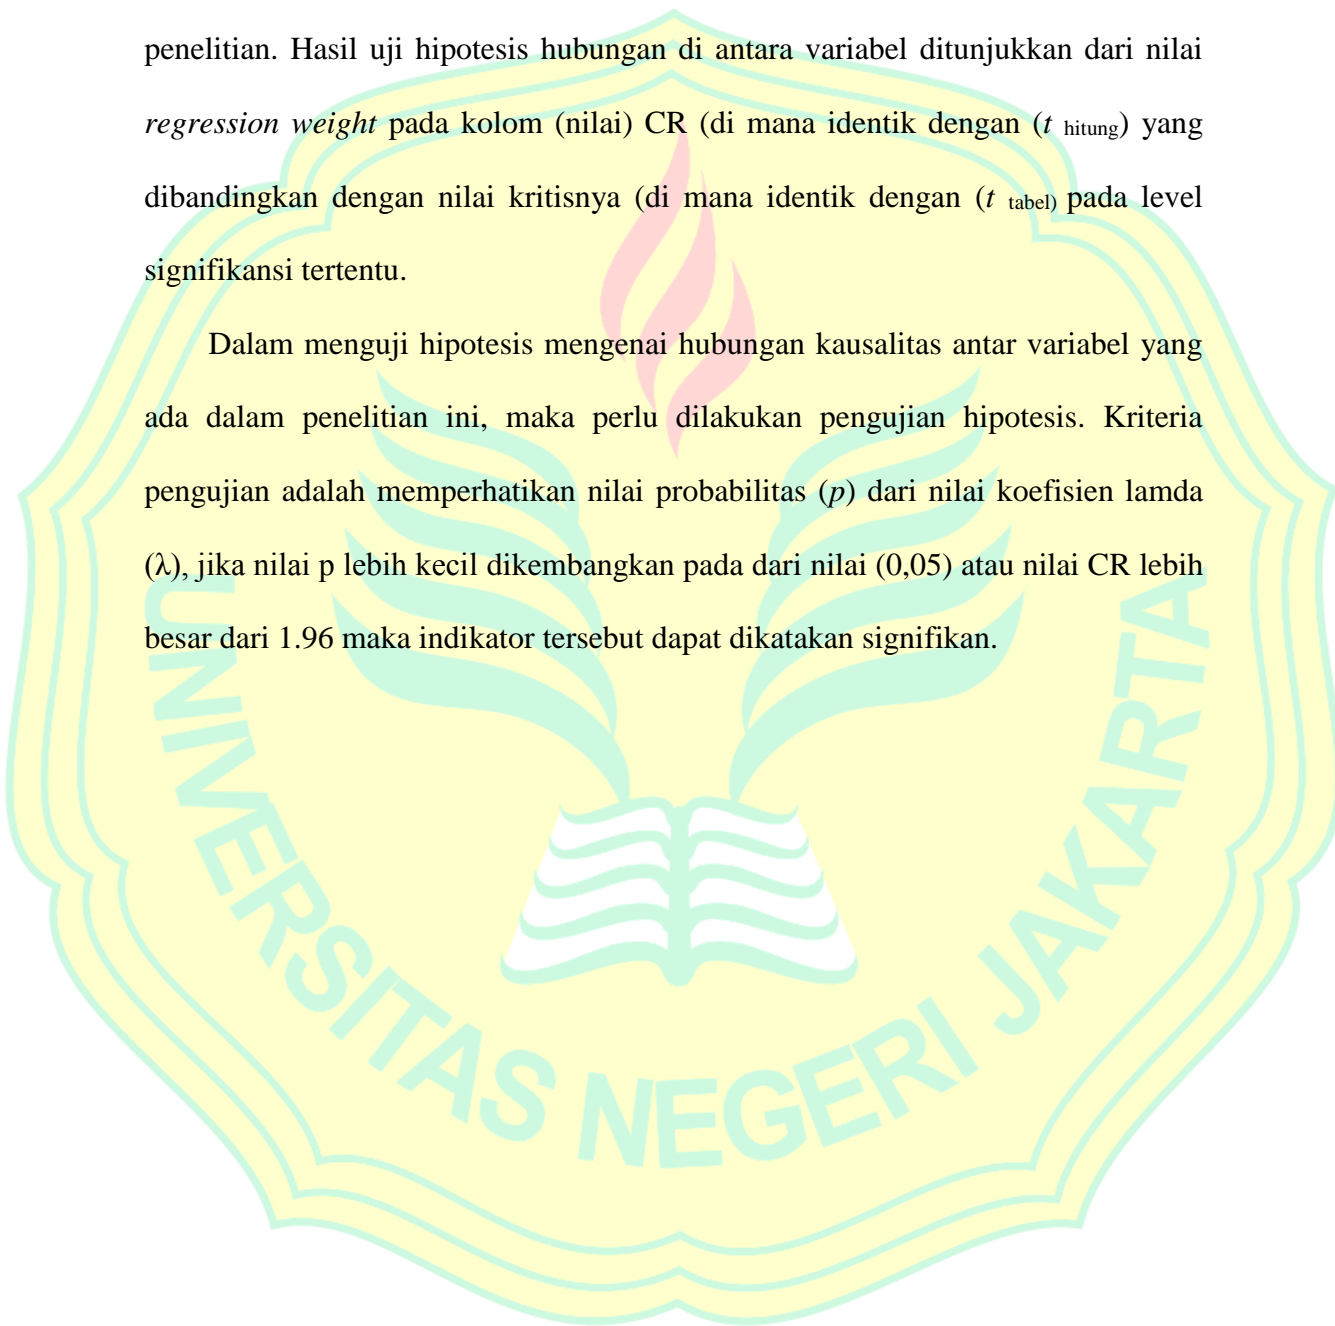 penelitian. Hasil uji hipotesis hubungan di antara variabel ditunjukkan dari nilai
regression weight pada kolom (nilai) CR (di mana identik dengan (t hitung) yang
dibandingkan dengan nilai kritisnya (di mana identik dengan (t tabel) pada level
signifikansi tertentu.
Dalam menguji hipotesis mengenai hubungan kausalitas antar variabel yang
ada dalam penelitian ini, maka perlu dilakukan pengujian hipotesis. Kriteria
pengujian adalah memperhatikan nilai probabilitas (p) dari nilai koefisien lamda
(λ), jika nilai p lebih kecil dikembangkan pada dari nilai (0,05) atau nilai CR lebih
besar dari 1.96 maka indikator tersebut dapat dikatakan signifikan.
UNIVERSITAS NEGERI JAKARTA